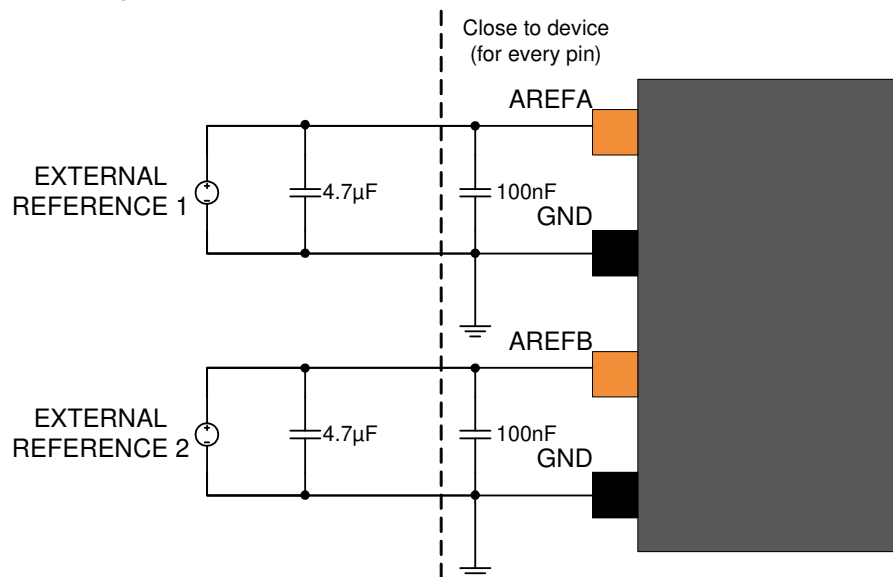 Close to device
(for every pin)
AREFA
EXTERNAL
REFERENCE 1
4.7µF
100nF
GND
AREFB
EXTERNAL
REFERENCE 2
4.7µF
100nF
GND